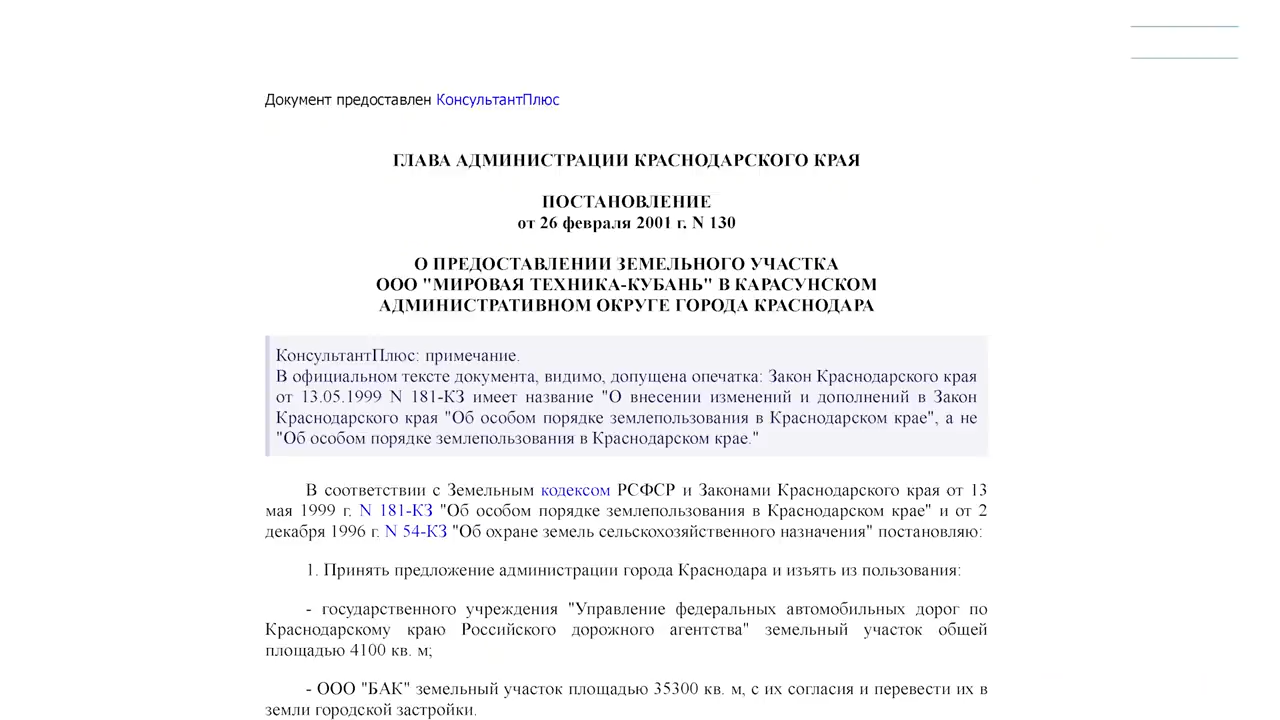 Документ предоставлен КонсультантПлюс
ГЛАВА АДМИНИСТРАЦИИ КРАСНОДАРСКОГО КРАЯ
ПОСТАНОВЛЕНИЕ
от 26 февраля 2001 г. N 130
О ПРЕДОСТАВЛЕНИИ ЗЕМЕЛЬНОГО УЧАСТКА
ООО "МИРОВАЯ ТЕХНИКА-КУБАНЬ" В КАРАСУНСКОМ
АДМИНИСТРАТИВНОМ ОКРУГЕ ГОРОДА КРАСНОДАРА
КонсультантПлюс: примечание.
В официальном тексте документа, видимо, допущена опечатка: Закон Краснодарского края
от 13.05.1999 N 181-КЗ имеет название "О внесении изменений и дополнений в Закон
Краснодарского края "Об особом порядке землепользования в Краснодарском крае", а не
"Об особом порядке землепользования в Краснодарском крае."
В соответствии с Земельным кодексом РСФСР и Законами Краснодарского края от 13
мая 1999 г. N 181-КЗ "Об особом порядке землепользования в Краснодарском крае" и от 2
декабря 1996 г. N 54-КЗ "Об охране земель сельскохозяйственного назначения" постановляю:
1. Принять предложение администрации города Краснодара и изъять из пользования:
- государственного учреждения "Управление федеральных автомобильных дорог по
Краснодарскому краю Российского дорожного агентства" земельный участок общей
площадью 4100 кв. м;
- ООО "БАК" земельный участок площадью 35300 кв. м, с их согласия и перевести их в
земли городской застройки.